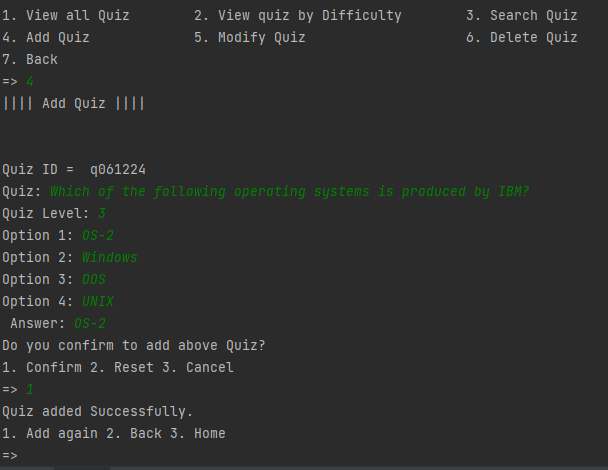 1. View all Quiz        2. View quiz by Difficulty        3. Search Quiz
4. Add Quiz             5. Modify Quiz                    6. Delete Quiz
7. Back
=> 4
|||| Add Quiz ||||
Quiz ID =  q061224
Quiz: Which of the following operating systems is produced by IBM?
Quiz Level: 3
Option 1: OS-2
Option 2: Windows
Option 3: DOS
Option 4: UNIX
 Answer: OS-2
Do you confirm to add above Quiz?
1. Confirm 2. Reset 3. Cancel
=> 1
Quiz added Successfully.
1. Add again 2. Back 3. Home
=>